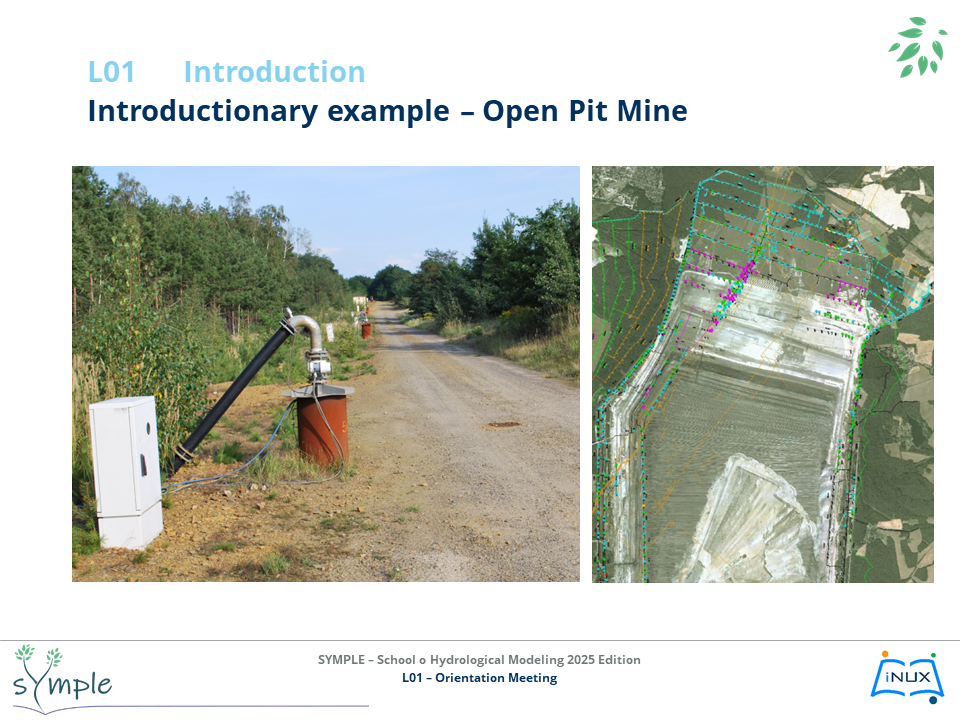 L01 Introduction
Introductionary example – Open Pit Mine
SYMPLE – School o Hydrological Modeling 2025 Edition
L01 – Orientation Meeting
sYmple
iNUX